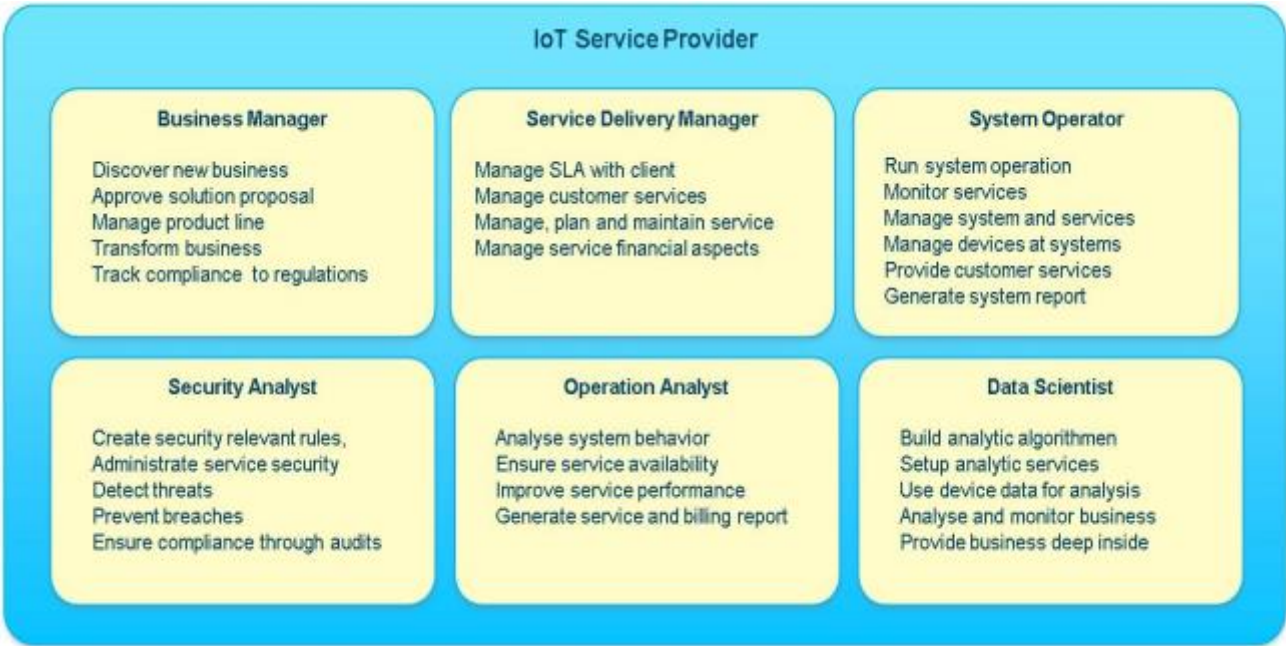 IoT Service Provider
Business Manager
Discover new business
Approve solution proposal
Manage product line
Transform business
Track compliance to regulations
Service Delivery Manager
Manage SLA with client
Manage customer services
Manage, plan and maintain service
Manage service financial aspects
System Operator
Run system operation
Monitor services
Manage system and services
Manage devices at systems
Provide customer services
Generate system report
Security Analyst
Create security relevant rules,
Administrate service security
Detect threats
Prevent breaches
Ensure compliance through audits
Operation Analyst
Analyse system behavior
Ensure service availability
Improve service performance
Generate service and billing report
Data Scientist
Build analytic algorithmen
Setup analytic services
Use device data for analysis
Analyse and monitor business
Provide business deep inside